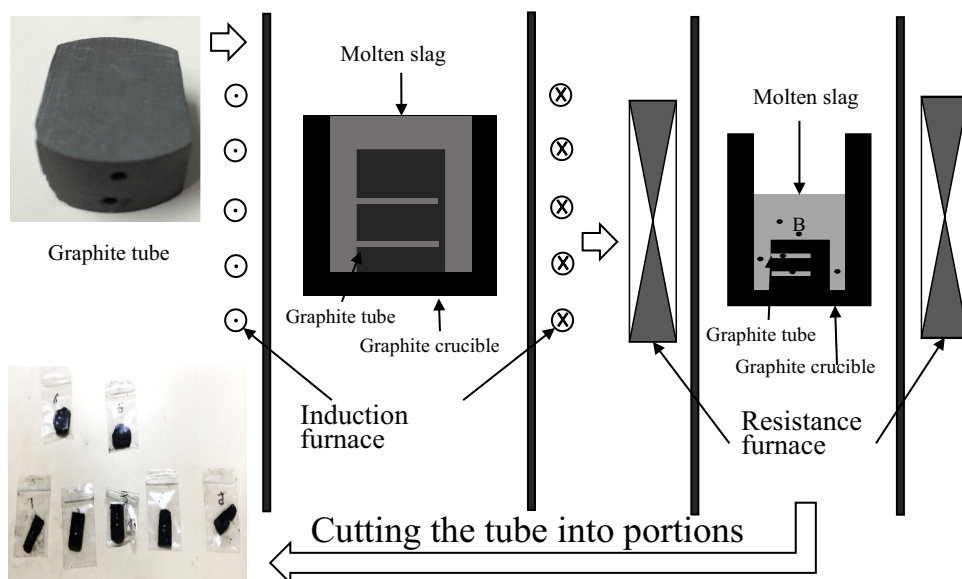 Graphite tube
Molten slag
Graphite tube
Graphite crucible
Induction
furnace
Molten slag
B
Graphite tube
Graphite crucible
Resistance
furnace
Cutting the tube into portions